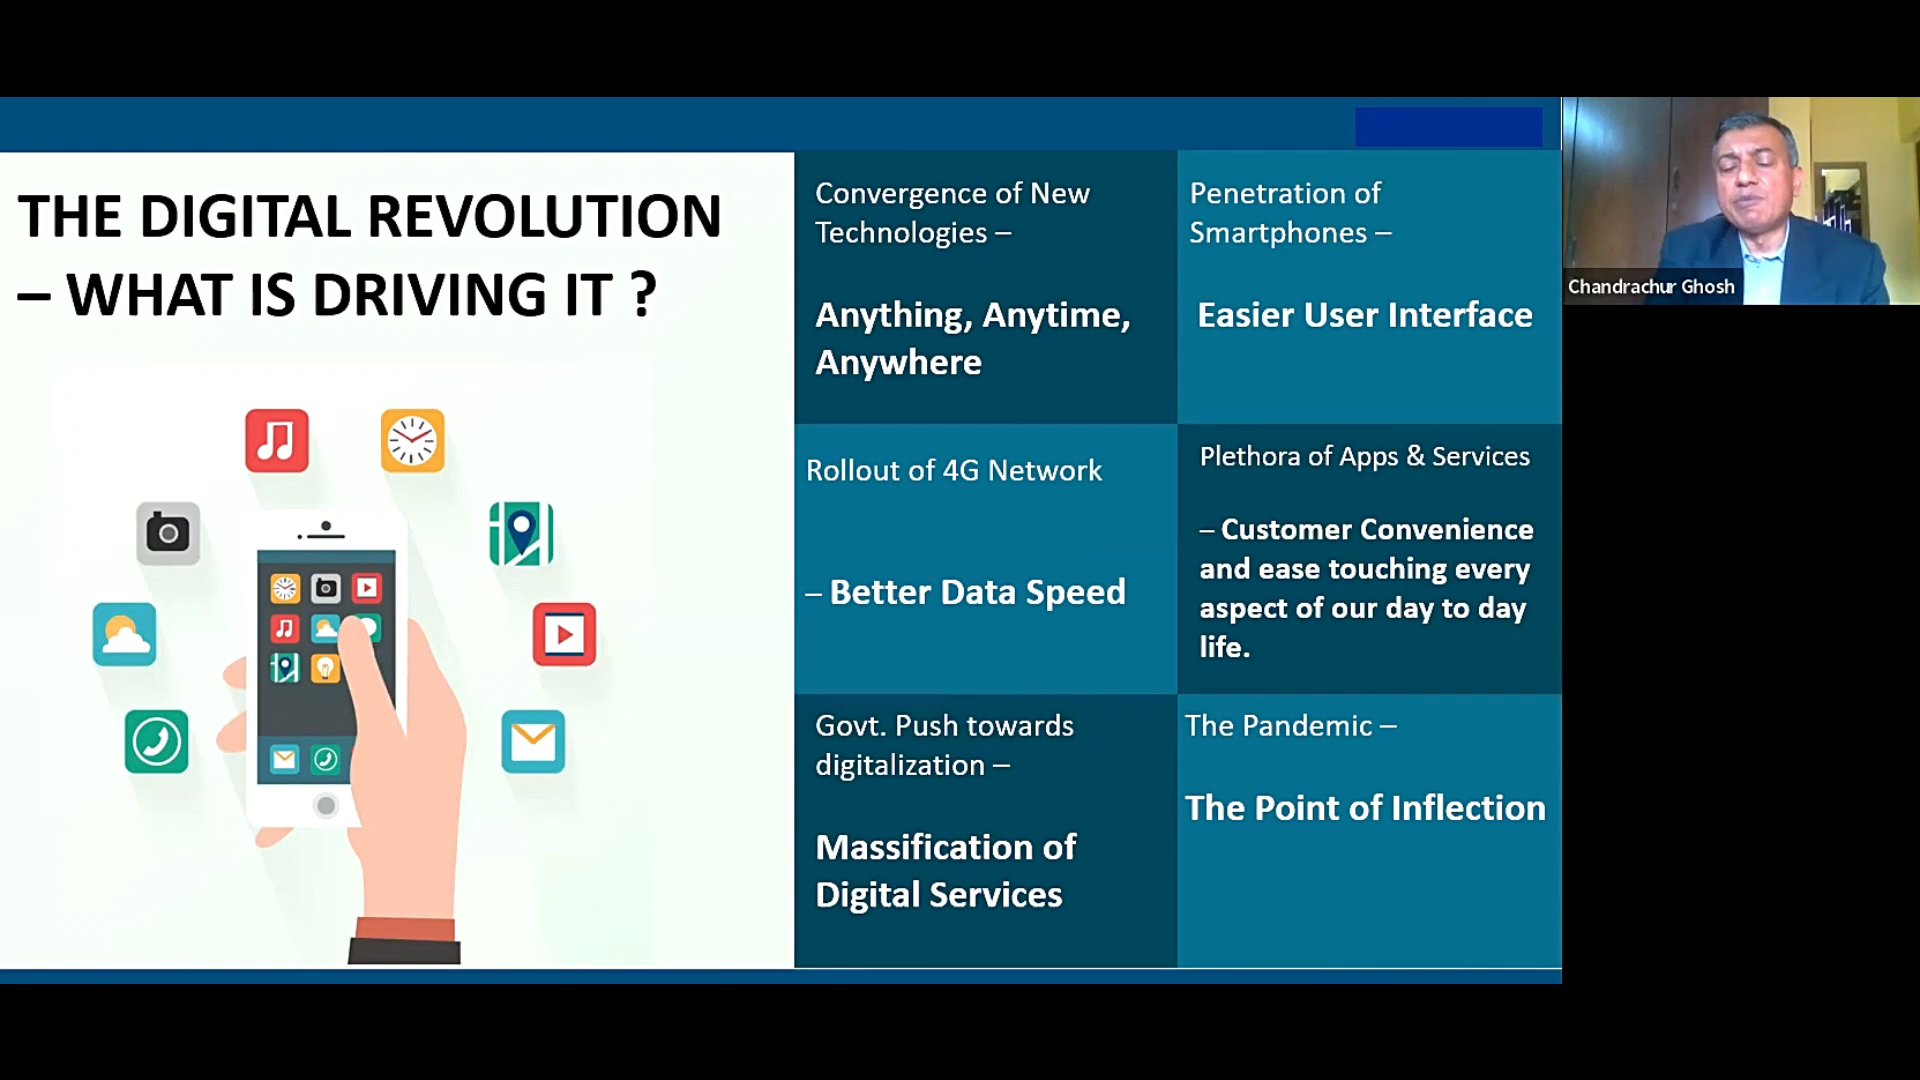 THE DIGITAL REVOLUTION
– WHAT IS DRIVING IT ?
Convergence of New
Technologies –
Anything, Anytime,
Anywhere
Penetration of
Smartphones –
Easier User Interface
Rollout of 4G Network
– Better Data Speed
Plethora of Apps & Services
– Customer Convenience
and ease touching every
aspect of our day to day
life.
Govt. Push towards
digitalization –
Massification of
Digital Services
The Pandemic –
The Point of Inflection
Chandrachur Ghosh